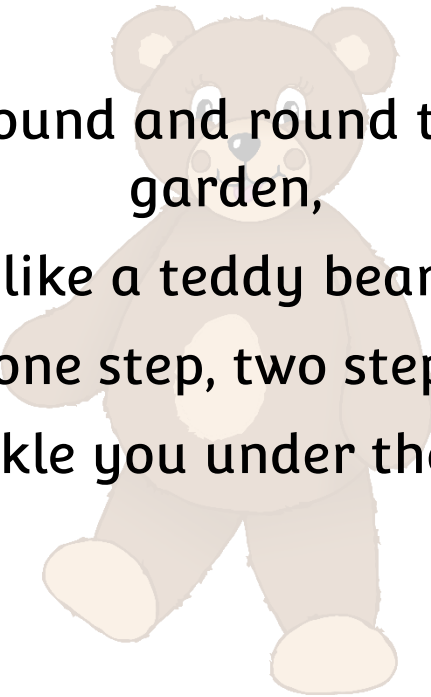 ound and round t
garden,
like a teddy bear
one step, two step
kle you under the